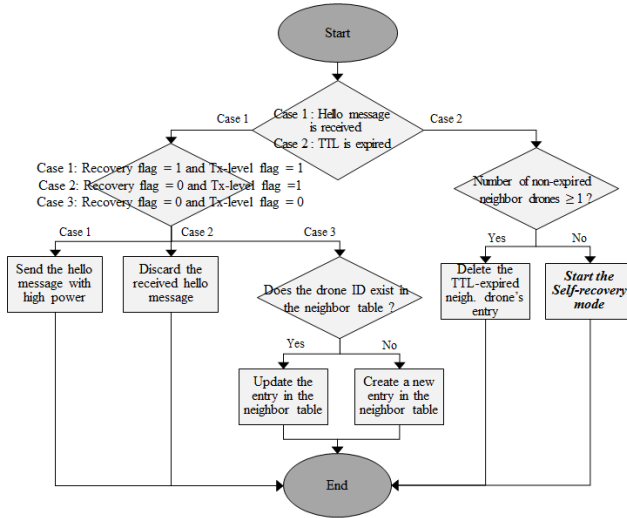 Start
Case 1 : Hello message
is received
Case 2 : TTL is expired
Case 1
Case 2
Case 1: Recovery flag = 1 and Tx-level flag = 1
Case 2: Recovery flag = 0 and Tx-level flag =1
Case 3: Recovery flag = 0 and Tx-level flag = 0
Number of non-expired
neighbor drones ≥ 1 ?
Case 1
Case 2
Case 3
Yes
No
Send the hello
message with
high power
Discard the
received hello
message
Does the drone ID exist in
the neighbor table ?
Delete the
TTL-expired
neigh. drone's
entry
Start the
Self-recovery
mode
Yes
No
Update the
entry in the
neighbor table
Create a new
entry in the
neighbor table
End